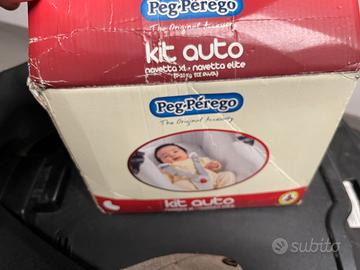 Peg-Pérego
The Original Accessory
kit auto
navetta xl - navetta elite
Peg-Pérego
The Original Accessory
kit auto
subito